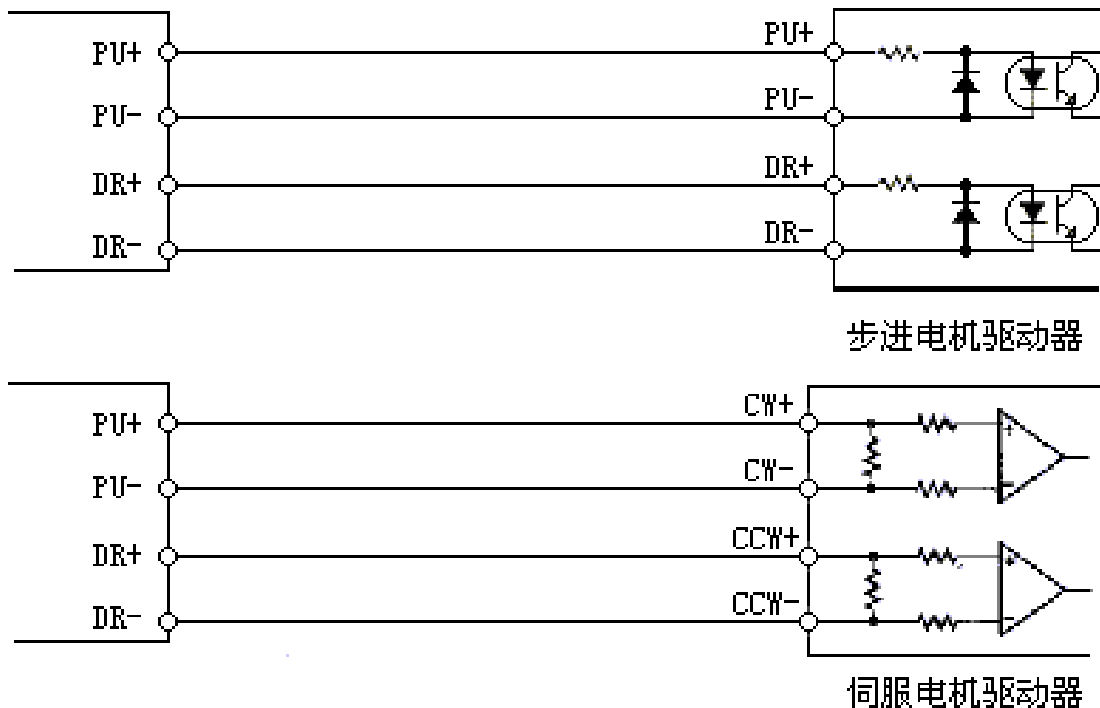 PU+ PU+
PU- PU-
DR+ DR+
DR- DR-
步进电机驱动器
PU+ CW+
PU- CW-
DR+ CCW+
DR- CCW-
伺服电机驱动器